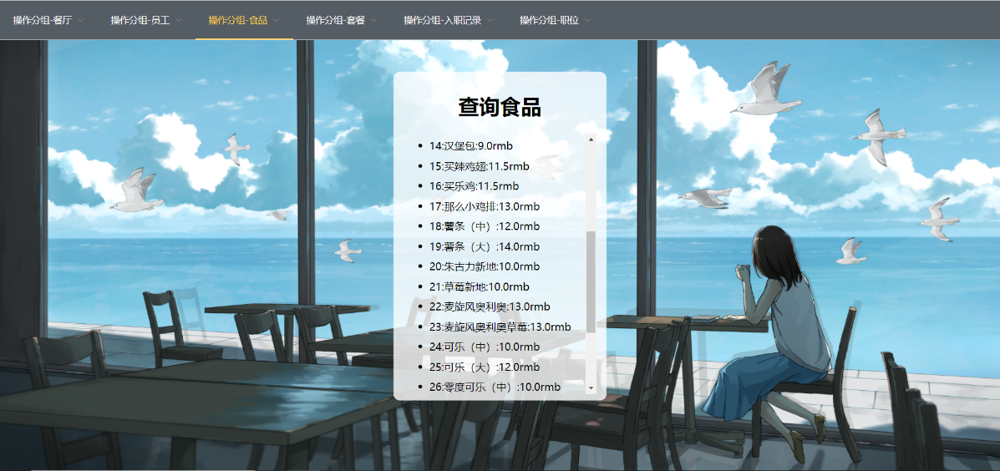 操作分组-餐厅 操作分组-员工 操作分组-食品 操作分组-套餐 操作分组-入职记录 操作分组-职位
查询食品
14:汉堡包:9.0rmb
15:买辣鸡翅:11.5rmb
16:买乐鸡:11.5rmb
17:那么小鸡排:13.0rmb
18:薯条（中）:12.0rmb
19:薯条（大）:14.0rmb
20:朱古力新地:10.0rmb
21:草莓新地:10.0rmb
22:麦旋风奥利奥:13.0rmb
23:麦旋风奥利奥草莓:13.0rmb
24:可乐（中）:10.0rmb
25:可乐（大）:12.0rmb
26:零度可乐（中）:10.0rmb